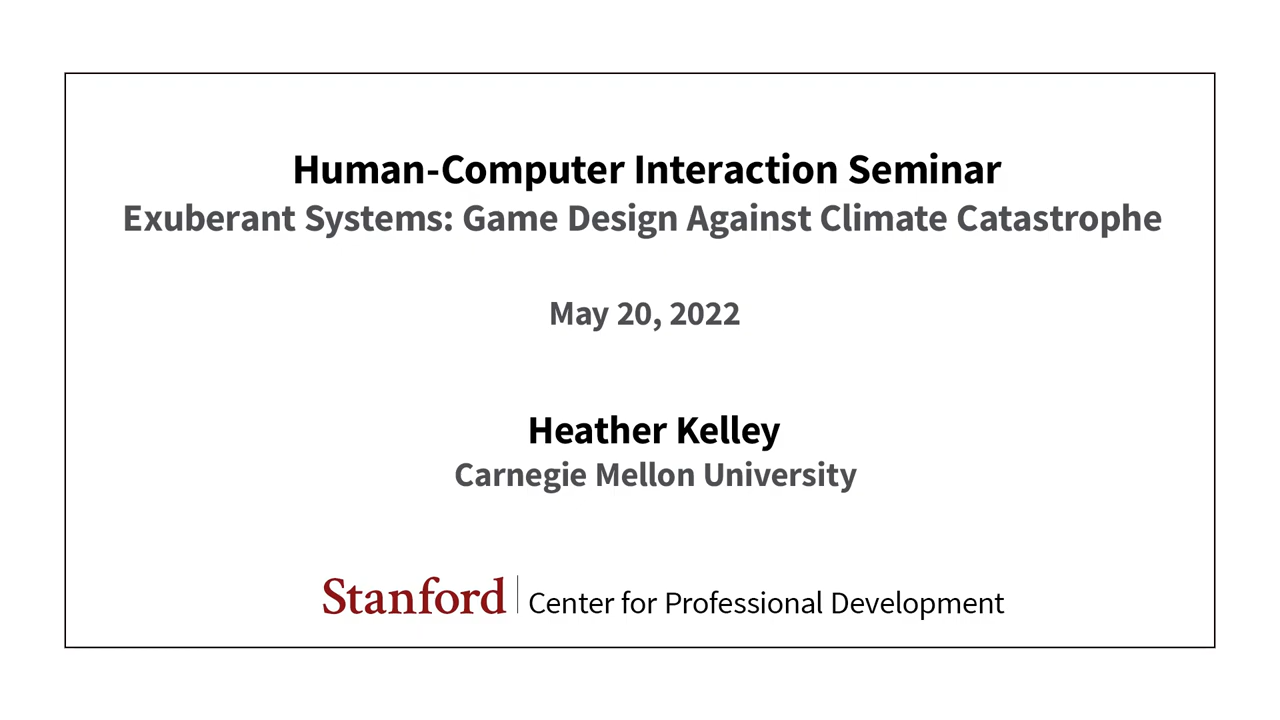 Human-Computer Interaction Seminar
Exuberant Systems: Game Design Against Climate Catastrophe
May 20, 2022
Heather Kelley
Carnegie Mellon University
Stanford Center for Professional Development